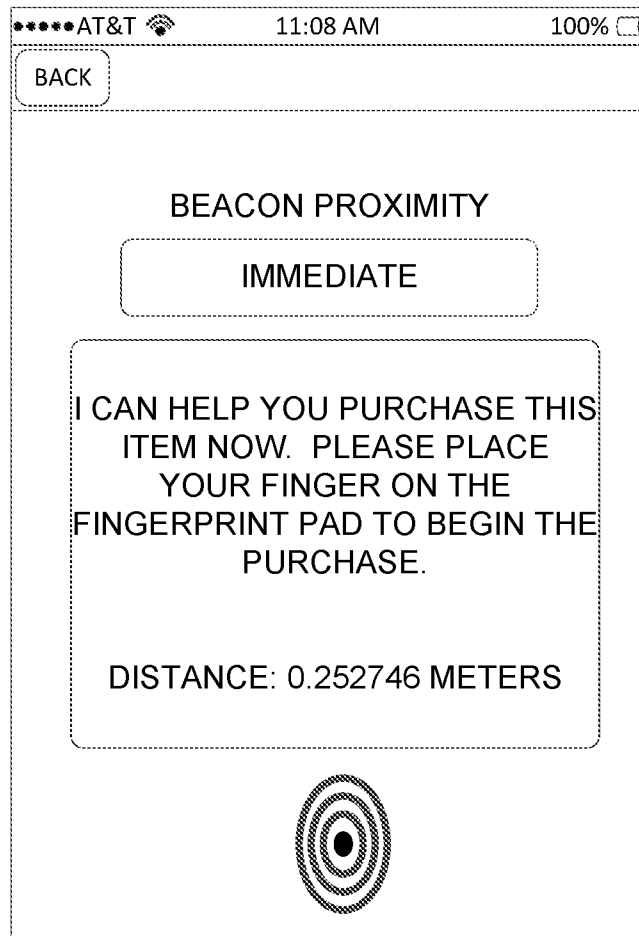 ●●●●●AT&T 11:08 AM 100%
BACK
BEACON PROXIMITY
IMMEDIATE
I CAN HELP YOU PURCHASE THIS
ITEM NOW. PLEASE PLACE
YOUR FINGER ON THE
FINGERPRINT PAD TO BEGIN THE
PURCHASE.
DISTANCE: 0.252746 METERS